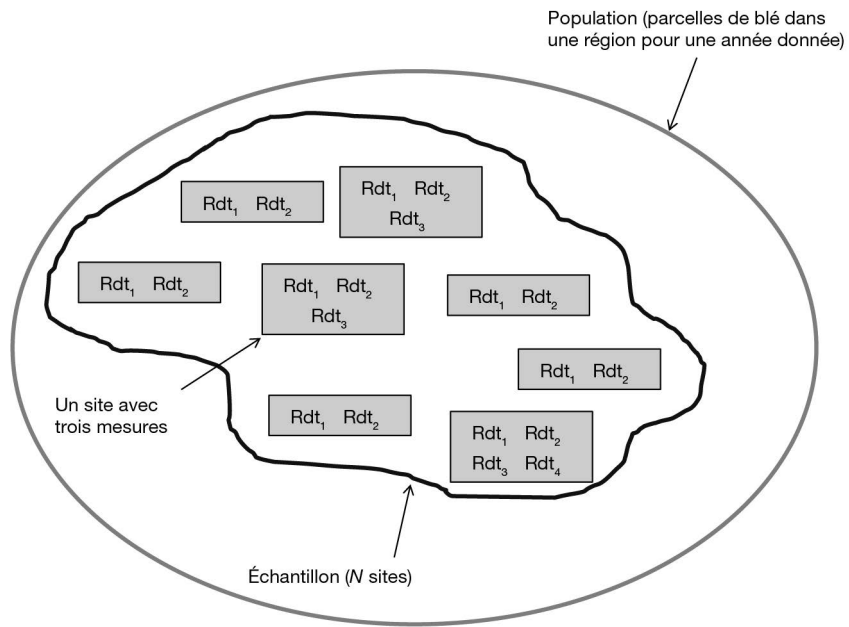 Population (parcelles de blé dans
une région pour une année donnée)
Rdt₁ Rdt₂
Rdt₁ Rdt₂
Rdt₃
Rdt₁ Rdt₂
Rdt₁ Rdt₂
Rdt₃
Rdt₁ Rdt₂
Rdt₁ Rdt₂
Un site avec
trois mesures
Rdt₁ Rdt₂
Rdt₁ Rdt₂
Rdt₃ Rdt₄
Échantillon (N sites)